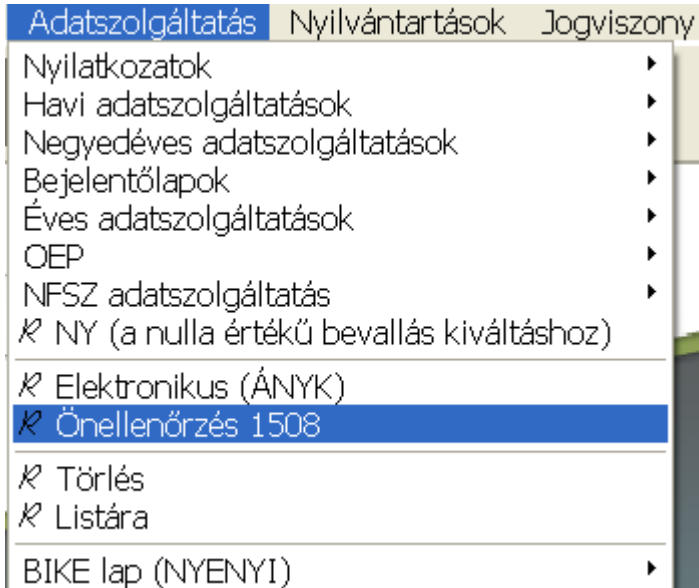 Adatszolgáltatás Nyilvántartások Jogviszony
Nyilatkozatok
Havi adatszolgáltatások
Negyedéves adatszolgáltatások
Bejelentőlapok
Éves adatszolgáltatások
OEP
NFSZ adatszolgáltatás
NY (a nulla értékű bevallás kiváltáshoz)
Elektronikus (ÁNYK)
Önellenőrzés 1508
Törlés
Listára
BIKE lap (NYENYI)